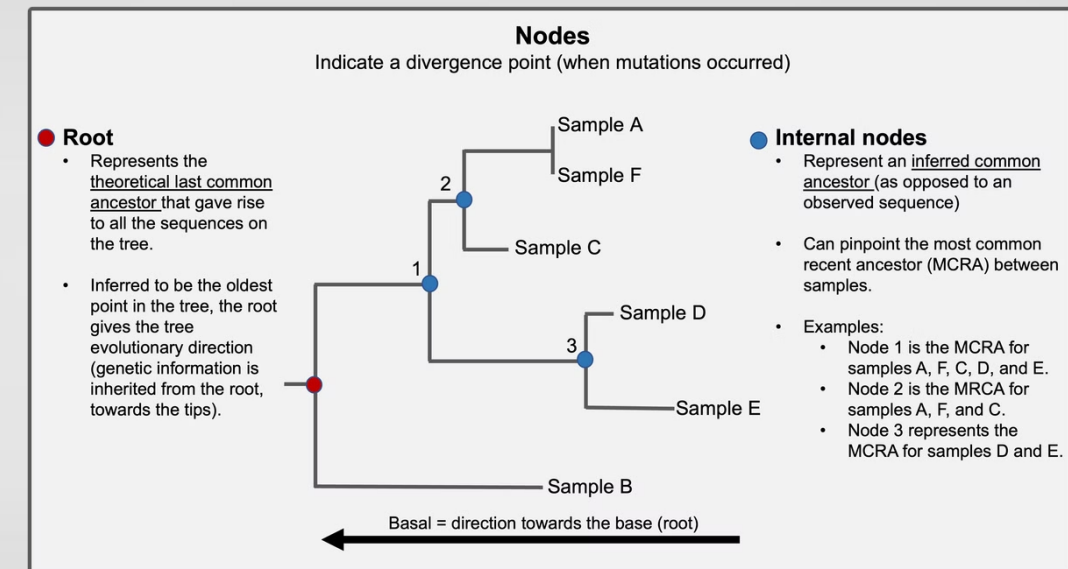 Nodes
Indicate a divergence point (when mutations occurred)
Root
• Represents the
theoretical last common
ancestor that gave rise
to all the sequences on
the tree.
• Inferred to be the oldest
point in the tree, the root
gives the tree
evolutionary direction
(genetic information is
inherited from the root,
towards the tips).
Sample A
2
Sample F
Sample C
1
Sample D
3
Sample E
Sample B
Basal = direction towards the base (root)
Internal nodes
• Represent an inferred common
ancestor (as opposed to an
observed sequence)
• Can pinpoint the most common
recent ancestor (MCRA) between
samples.
• Examples:
• Node 1 is the MCRA for
samples A, F, C, D, and E.
• Node 2 is the MRCA for
samples A, F, and C.
• Node 3 represents the
MCRA for samples D and E.